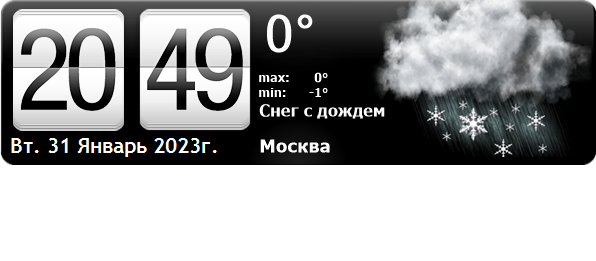 20 49
0°
max: 0°
min: -1°
Снег с дождем
Вт. 31 Январь 2023г.
Москва